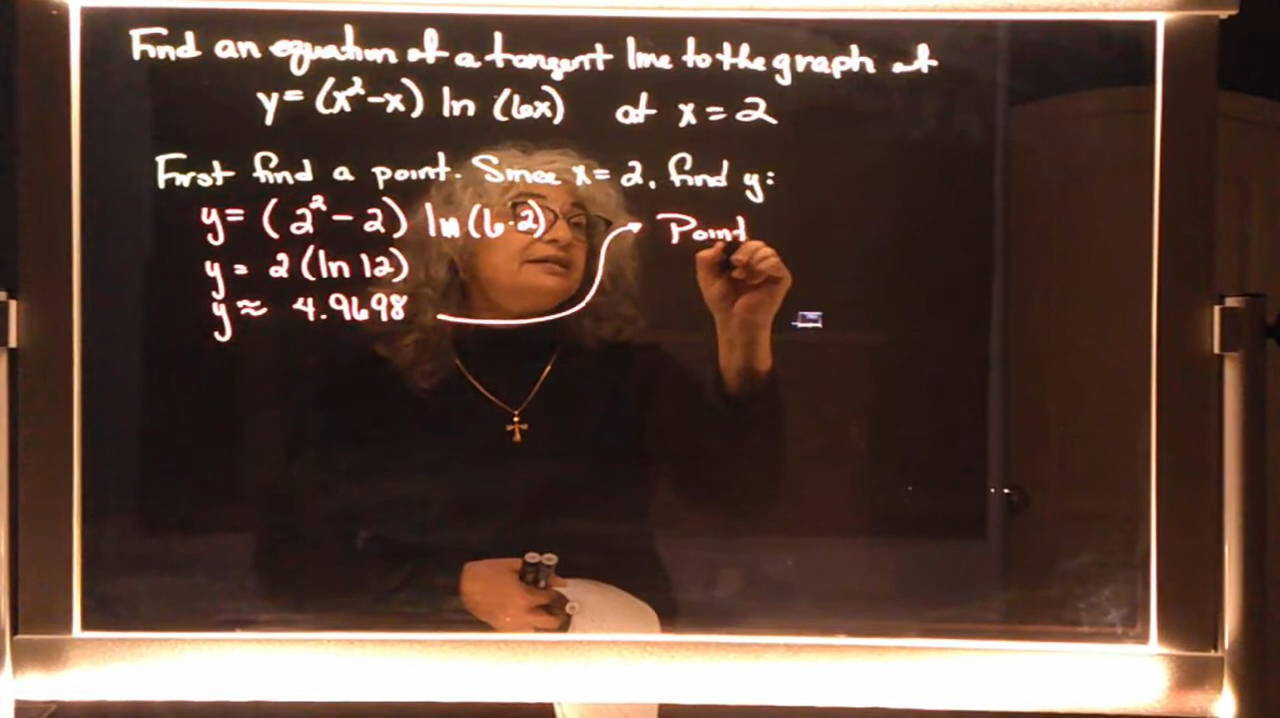 Find an equation of a tangent line to the graph at
y = (x² - x) ln (6x) at x = 2
First find a point. Since x = 2, find y:
y = (2² - 2) ln (6·2)
y = 2 (ln 12)
y ≈ 4.9698
Point